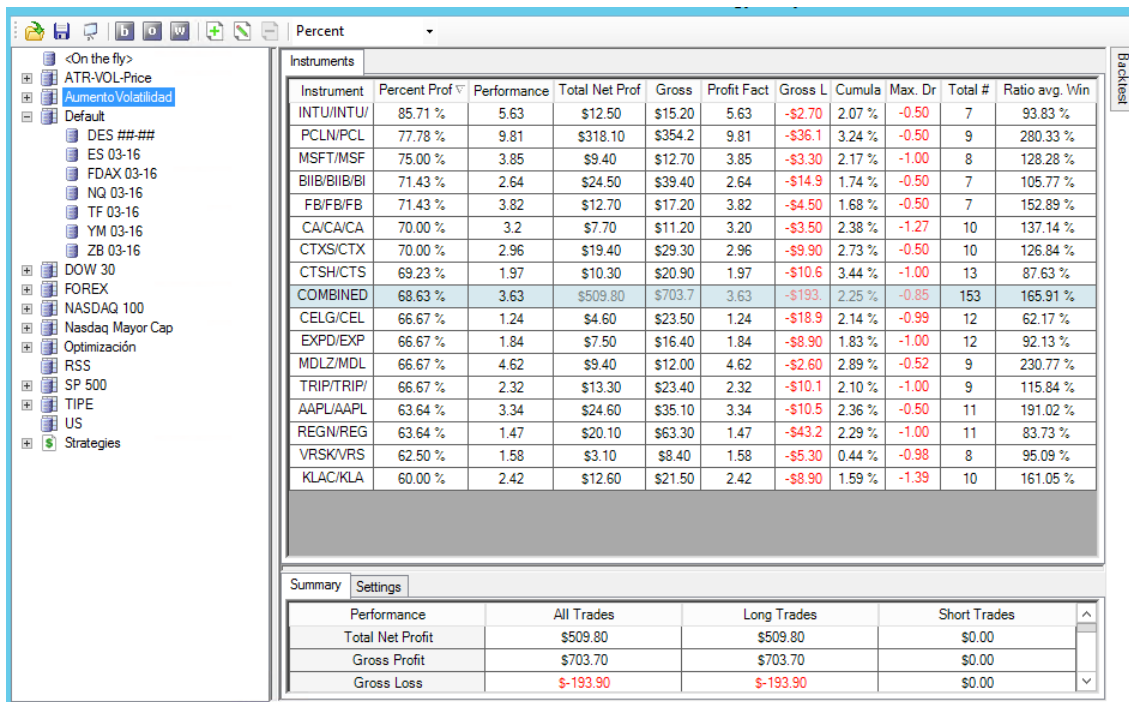 b o w Percent
<On the fly>
ATR-VOL-Price
AumentoVolatilidad
Default
DES ##-##
ES 03-16
FDAX 03-16
NQ 03-16
TF 03-16
YM 03-16
ZB 03-16
DOW 30
FOREX
NASDAQ 100
Nasdaq Mayor Cap
Optimización
RSS
SP 500
TIPE
US
$ Strategies
Instruments
Instrument Percent Prof Performance Total Net Prof Gross Profit Fact Gross L Cumula Max. Dr Total # Ratio avg. Win
INTU/INTU/ 85.71 % 5.63 $12.50 $15.20 5.63 -$2.70 2.07 % -0.50 7 93.83 %
PCLN/PCL 77.78 % 9.81 $318.10 $354.2 9.81 -$36.1 3.24 % -0.50 9 280.33 %
MSFT/MSF 75.00 % 3.85 $9.40 $12.70 3.85 -$3.30 2.17 % -1.00 8 128.28 %
BIIB/BIIB/BI 71.43 % 2.64 $24.50 $39.40 2.64 -$14.9 1.74 % -0.50 7 105.77 %
FB/FB/FB 71.43 % 3.82 $12.70 $17.20 3.82 -$4.50 1.68 % -0.50 7 152.89 %
CA/CA/CA 70.00 % 3.2 $7.70 $11.20 3.20 -$3.50 2.38 % -1.27 10 137.14 %
CTXS/CTX 70.00 % 2.96 $19.40 $29.30 2.96 -$9.90 2.73 % -0.50 10 126.84 %
CTSH/CTS 69.23 % 1.97 $10.30 $20.90 1.97 -$10.6 3.44 % -1.00 13 87.63 %
COMBINED 68.63 % 3.63 $509.80 $703.7 3.63 -$193. 2.25 % -0.85 153 165.91 %
CELG/CEL 66.67 % 1.24 $4.60 $23.50 1.24 -$18.9 2.14 % -0.99 12 62.17 %
EXPD/EXP 66.67 % 1.84 $7.50 $16.40 1.84 -$8.90 1.83 % -1.00 12 92.13 %
MDLZ/MDL 66.67 % 4.62 $9.40 $12.00 4.62 -$2.60 2.89 % -0.52 9 230.77 %
TRIP/TRIP/ 66.67 % 2.32 $13.30 $23.40 2.32 -$10.1 2.10 % -1.00 9 115.84 %
AAPL/AAPL 63.64 % 3.34 $24.60 $35.10 3.34 -$10.5 2.36 % -0.50 11 191.02 %
REGN/REG 63.64 % 1.47 $20.10 $63.30 1.47 -$43.2 2.29 % -1.00 11 83.73 %
VRSK/VRS 62.50 % 1.58 $3.10 $8.40 1.58 -$5.30 0.44 % -0.98 8 95.09 %
KLAC/KLA 60.00 % 2.42 $12.60 $21.50 2.42 -$8.90 1.59 % -1.39 10 161.05 %
Backtest
Summary Settings
Performance All Trades Long Trades Short Trades
Total Net Profit $509.80 $509.80 $0.00
Gross Profit $703.70 $703.70 $0.00
Gross Loss $-193.90 $-193.90 $0.00